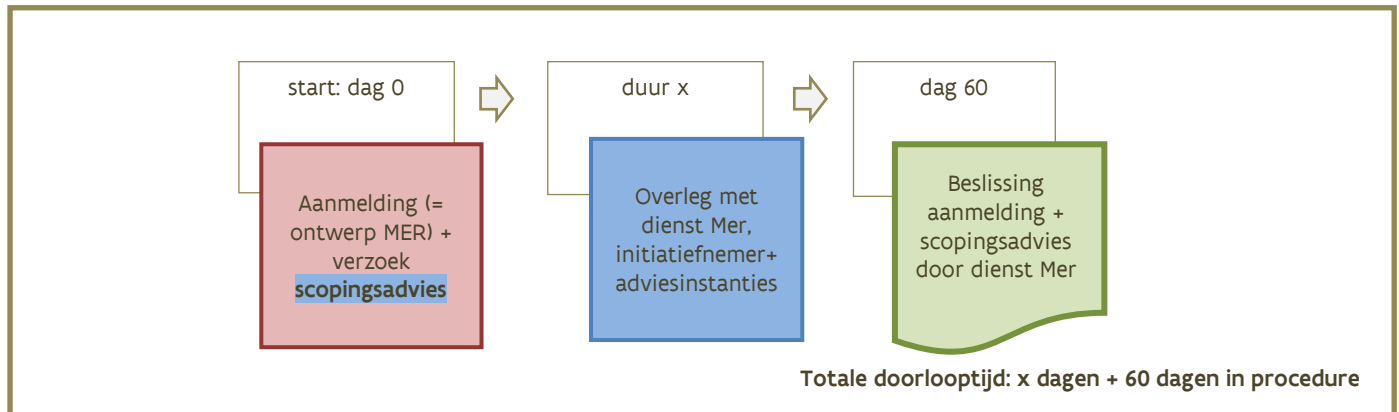 start: dag 0
duur x
dag 60
Aanmelding (=
ontwerp MER) +
verzoek
scopingsadvies
Overleg met
dienst Mer,
initiatiefnemer+
adviesinstanties
Beslissing
aanmelding +
scopingsadvies
door dienst Mer
Totale doorlooptijd: x dagen + 60 dagen in procedure